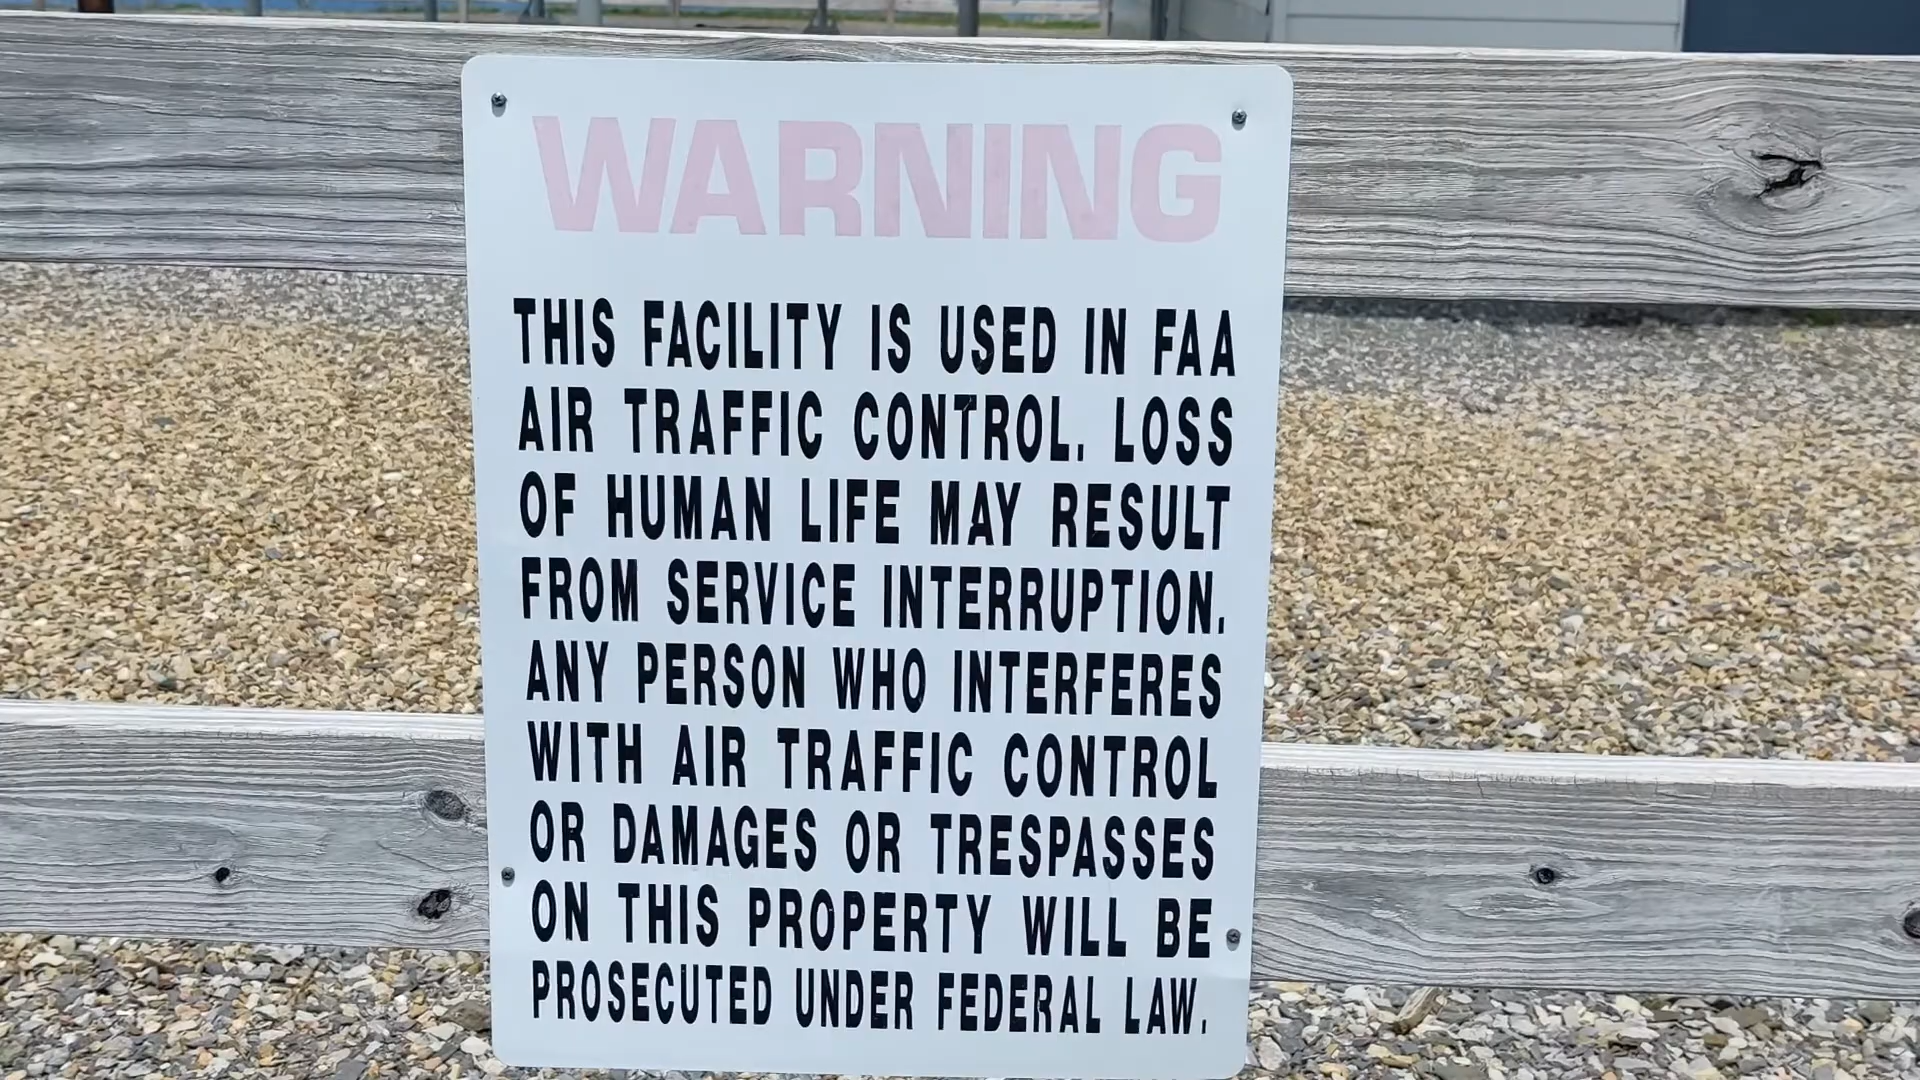 WARNING
THIS FACILITY IS USED IN FAA
AIR TRAFFIC CONTROL. LOSS
OF HUMAN LIFE MAY RESULT
FROM SERVICE INTERRUPTION.
ANY PERSON WHO INTERFERES
WITH AIR TRAFFIC CONTROL
OR DAMAGES OR TRESPASSES
ON THIS PROPERTY WILL BE
PROSECUTED UNDER FEDERAL LAW.